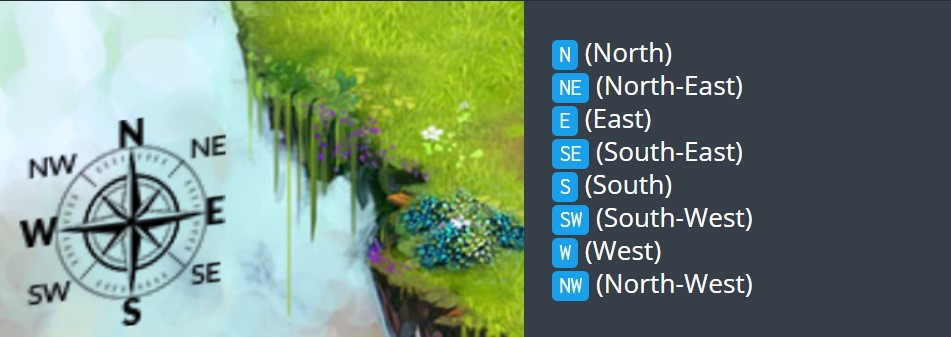 N
NW NE
W E
SW SE
S
N (North)
NE (North-East)
E (East)
SE (South-East)
S (South)
SW (South-West)
W (West)
NW (North-West)